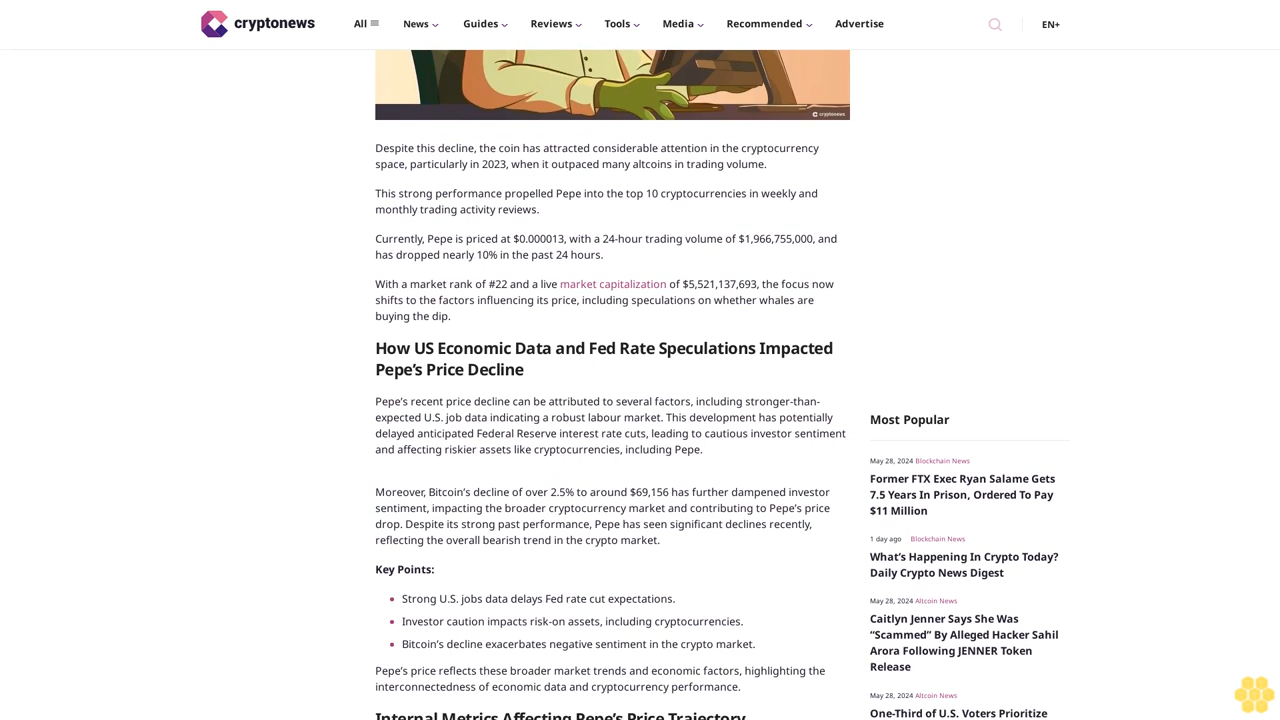 cryptonews
All
News
Guides
Reviews
Tools
Media
Recommended
Advertise
EN+
cryptonews
Despite this decline, the coin has attracted considerable attention in the cryptocurrency
space, particularly in 2023, when it outpaced many altcoins in trading volume.
This strong performance propelled Pepe into the top 10 cryptocurrencies in weekly and
monthly trading activity reviews.
Currently, Pepe is priced at $0.000013, with a 24-hour trading volume of $1,966,755,000, and
has dropped nearly 10% in the past 24 hours.
With a market rank of #22 and a live market capitalization of $5,521,137,693, the focus now
shifts to the factors influencing its price, including speculations on whether whales are
buying the dip.
How US Economic Data and Fed Rate Speculations Impacted
Pepe’s Price Decline
Pepe’s recent price decline can be attributed to several factors, including stronger-than-
expected U.S. job data indicating a robust labour market. This development has potentially
delayed anticipated Federal Reserve interest rate cuts, leading to cautious investor sentiment
and affecting riskier assets like cryptocurrencies, including Pepe.
Moreover, Bitcoin’s decline of over 2.5% to around $69,156 has further dampened investor
sentiment, impacting the broader cryptocurrency market and contributing to Pepe’s price
drop. Despite its strong past performance, Pepe has seen significant declines recently,
reflecting the overall bearish trend in the crypto market.
Key Points:
Strong U.S. jobs data delays Fed rate cut expectations.
Investor caution impacts risk-on assets, including cryptocurrencies.
Bitcoin’s decline exacerbates negative sentiment in the crypto market.
Pepe’s price reflects these broader market trends and economic factors, highlighting the
interconnectedness of economic data and cryptocurrency performance.
Internal Metrics Affecting Pepe’s Price Trajectory
Most Popular
May 28, 2024 Blockchain News
Former FTX Exec Ryan Salame Gets
7.5 Years In Prison, Ordered To Pay
$11 Million
1 day ago Blockchain News
What’s Happening In Crypto Today?
Daily Crypto News Digest
May 28, 2024 Altcoin News
Caitlyn Jenner Says She Was
“Scammed” By Alleged Hacker Sahil
Arora Following JENNER Token
Release
May 28, 2024 Altcoin News
One-Third of U.S. Voters Prioritize